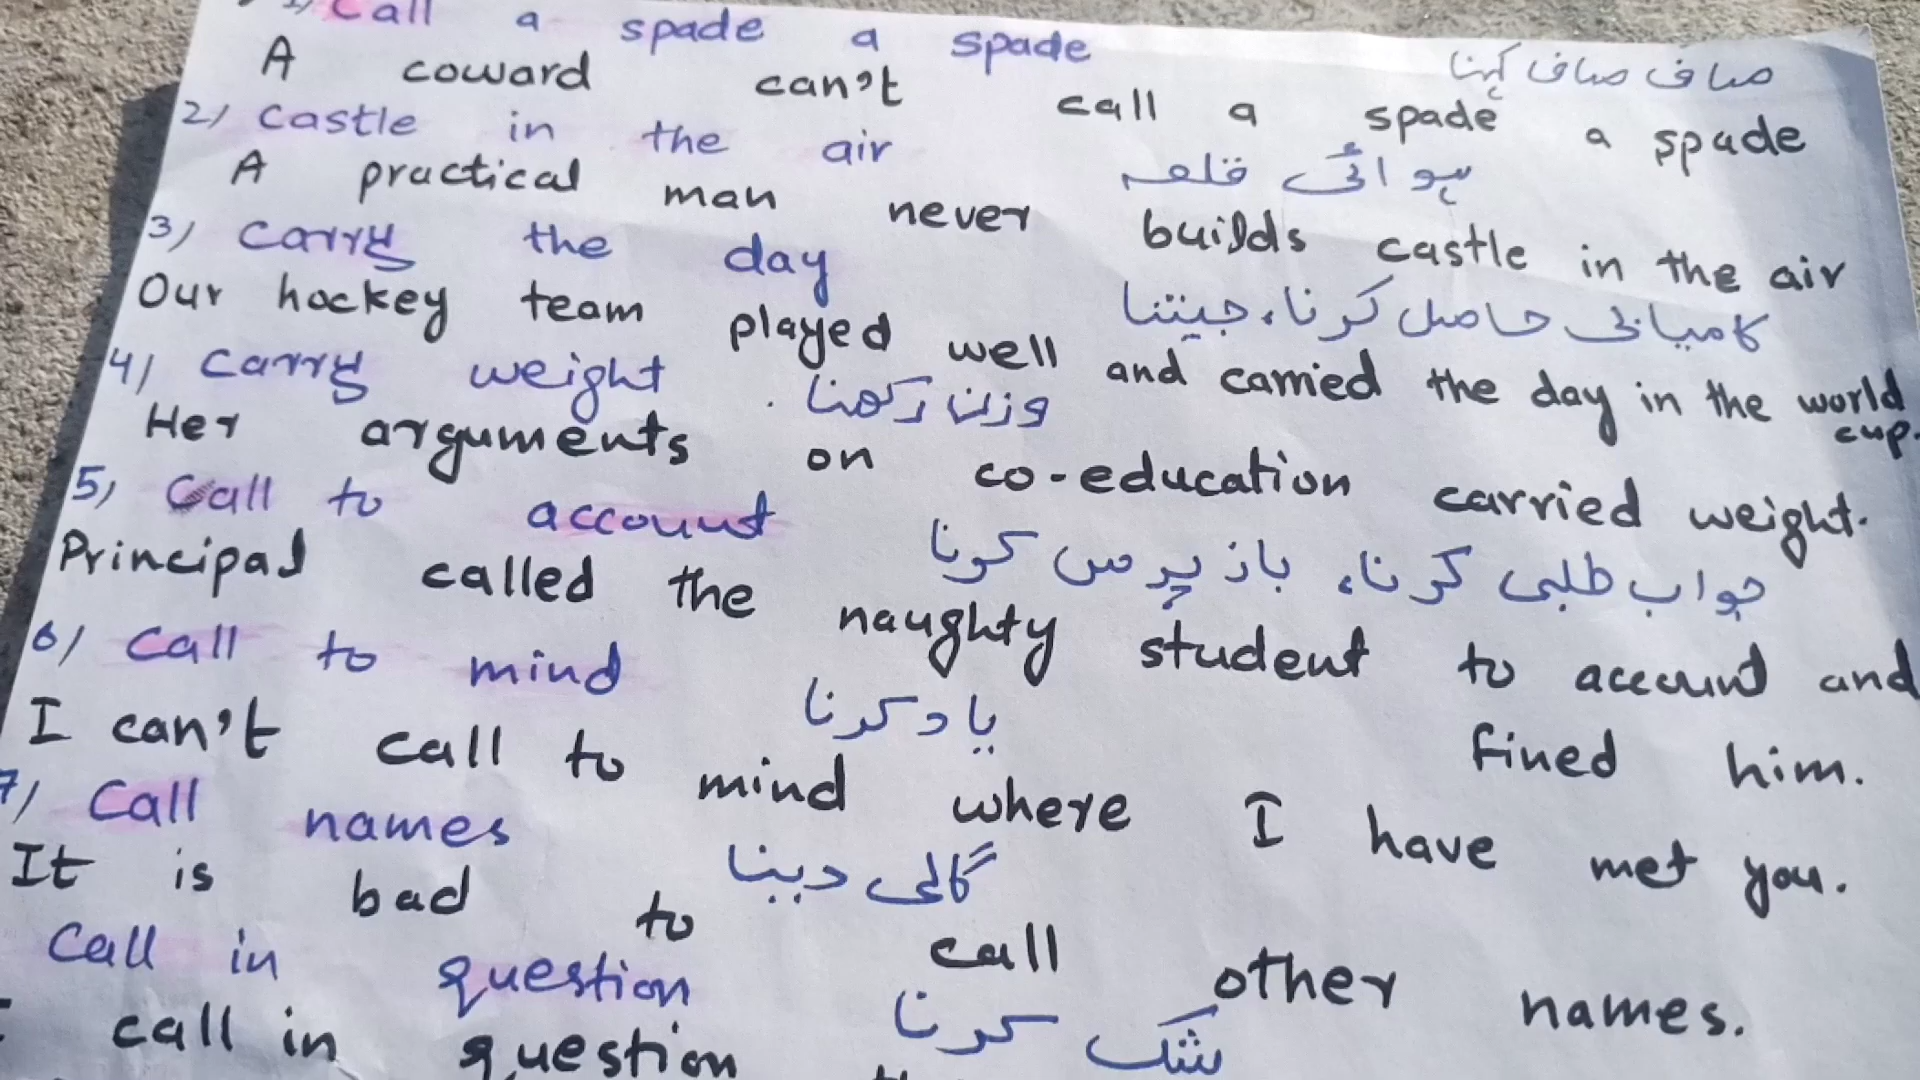 1) Call a spade a spade صاف صاف کہنا
A coward can't call a spade a spade
2) Castle in the air ہوائی قلعہ
A practical man never builds castle in the air
3) Carry the day کامیابی حاصل کرنا، جیتنا
Our hockey team played well and carried the day in the world cup.
4) Carry weight وزن رکھنا
Her arguments on co-education carried weight.
5) Call to account جواب طلبی کرنا، باز پرس کرنا
Principal called the naughty student to account and
fined him.
6) Call to mind یاد کرنا
I can't call to mind where I have met you.
7) Call names گالی دینا
It is bad to call other names.
Call in question شک کرنا
call in question